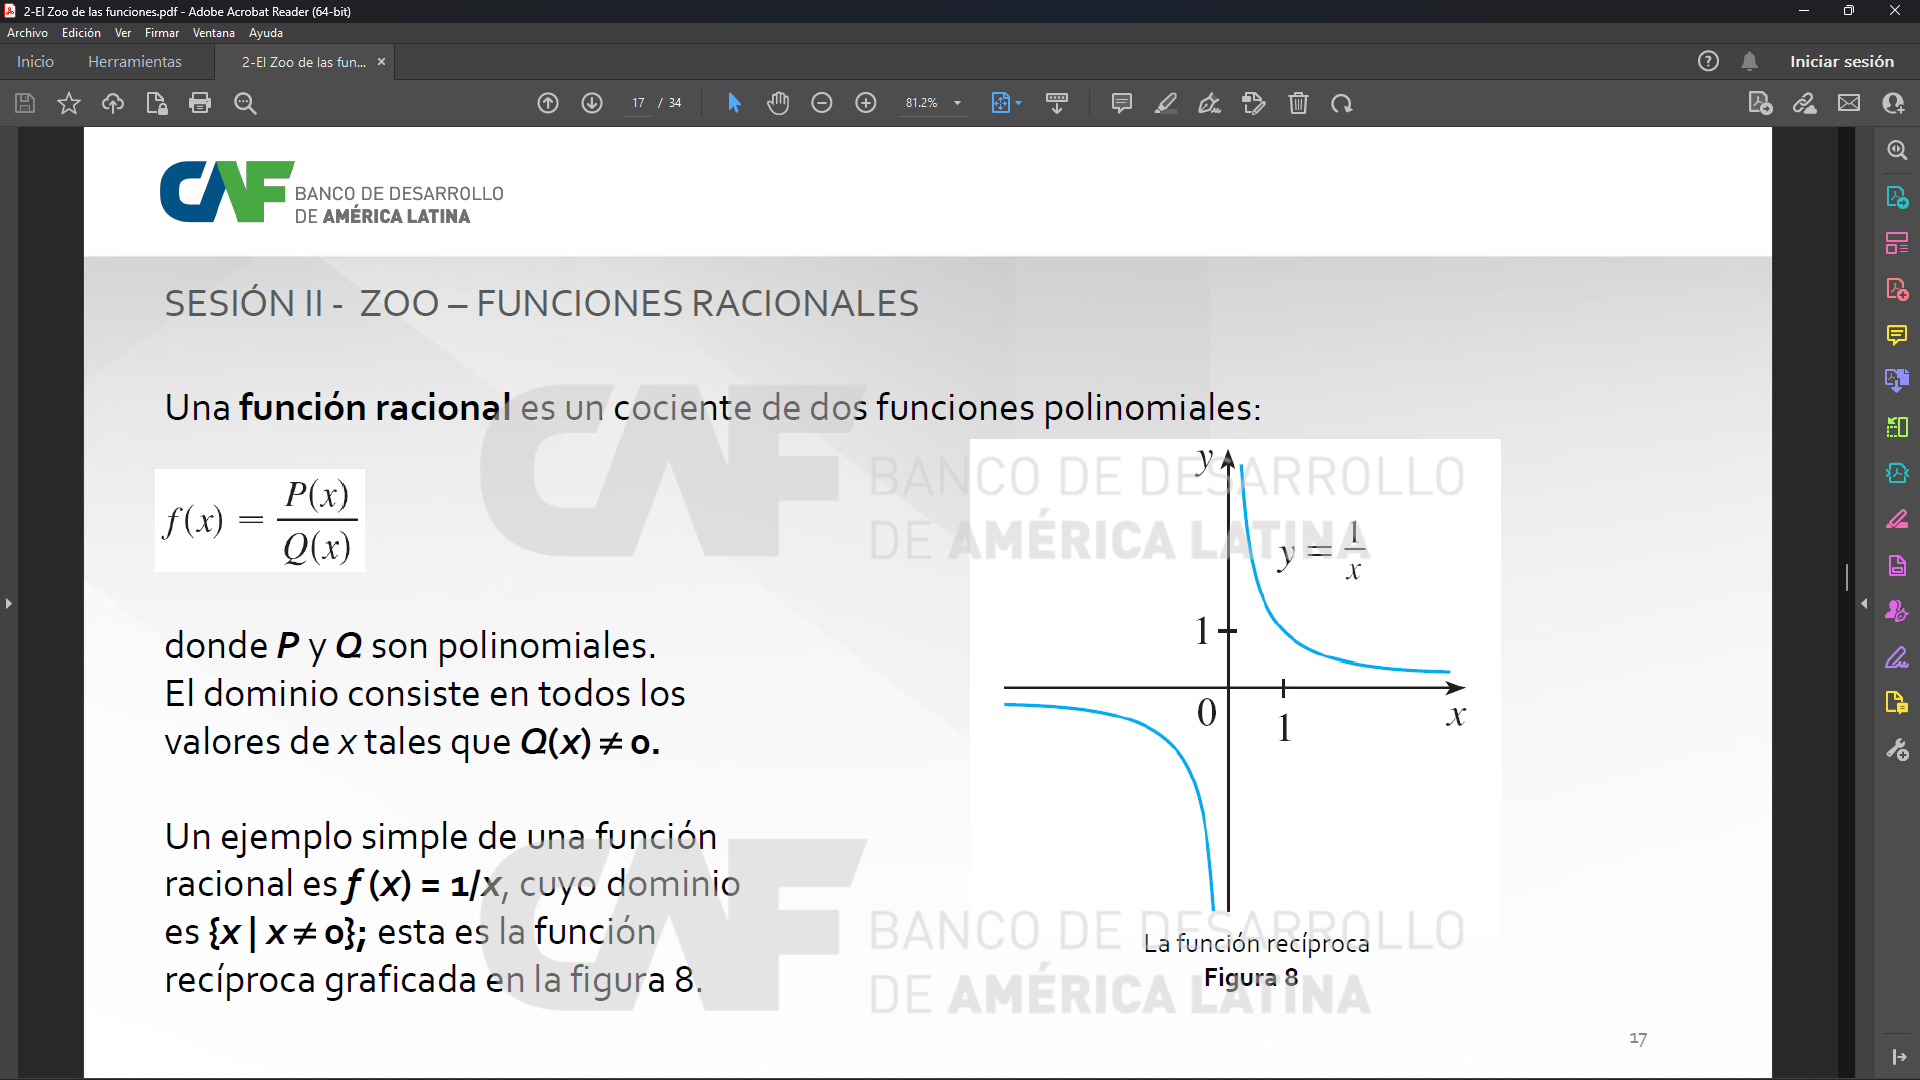 2-El Zoo de las funciones.pdf - Adobe Acrobat Reader (64-bit)
Archivo Edición Ver Firmar Ventana Ayuda
Inicio Herramientas 2-El Zoo de las fun... × Iniciar sesión
17 / 34 81.2%
CAF BANCO DE DESARROLLO
DE AMÉRICA LATINA
SESIÓN II - ZOO – FUNCIONES RACIONALES
Una función racional es un cociente de dos funciones polinomiales:
f(x) = P(x) / Q(x)
donde P y Q son polinomiales.
El dominio consiste en todos los
valores de x tales que Q(x) ≠ 0.
Un ejemplo simple de una función
racional es f (x) = 1/x, cuyo dominio
es {x | x ≠ 0}; esta es la función
recíproca graficada en la figura 8.
y
y = 1/x
1
0
1
x
La función recíproca
Figura 8
CAF BANCO DE DESARROLLO
DE AMÉRICA LATINA
CAF BANCO DE DESARROLLO
DE AMÉRICA LATINA
17